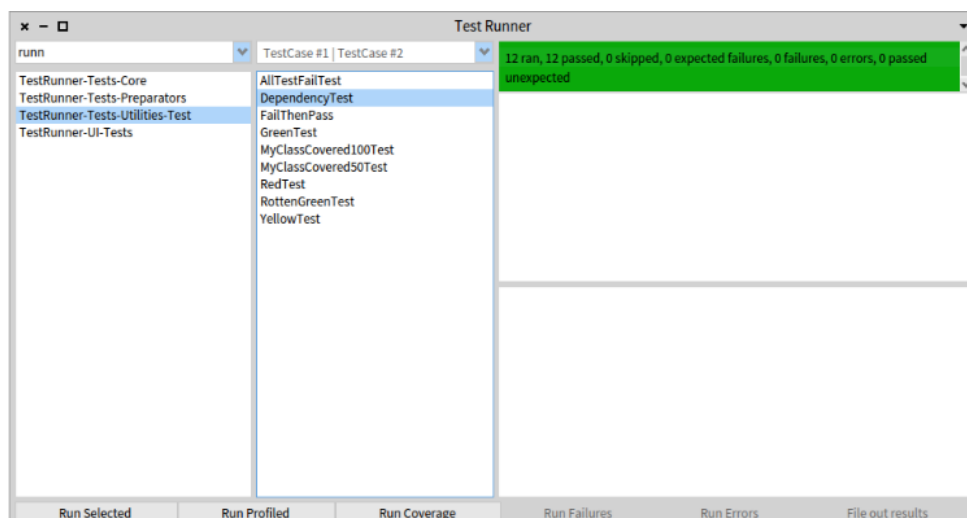 Test Runner
runn
TestCase #1 | TestCase #2
12 ran, 12 passed, 0 skipped, 0 expected failures, 0 failures, 0 errors, 0 passed
unexpected
TestRunner-Tests-Core
TestRunner-Tests-Preparators
TestRunner-Tests-Utilities-Test
TestRunner-UI-Tests
AllTestFailTest
DependencyTest
FailThenPass
GreenTest
MyClassCovered100Test
MyClassCovered50Test
RedTest
RottenGreenTest
YellowTest
Run Selected
Run Profiled
Run Coverage
Run Failures
Run Errors
File out results